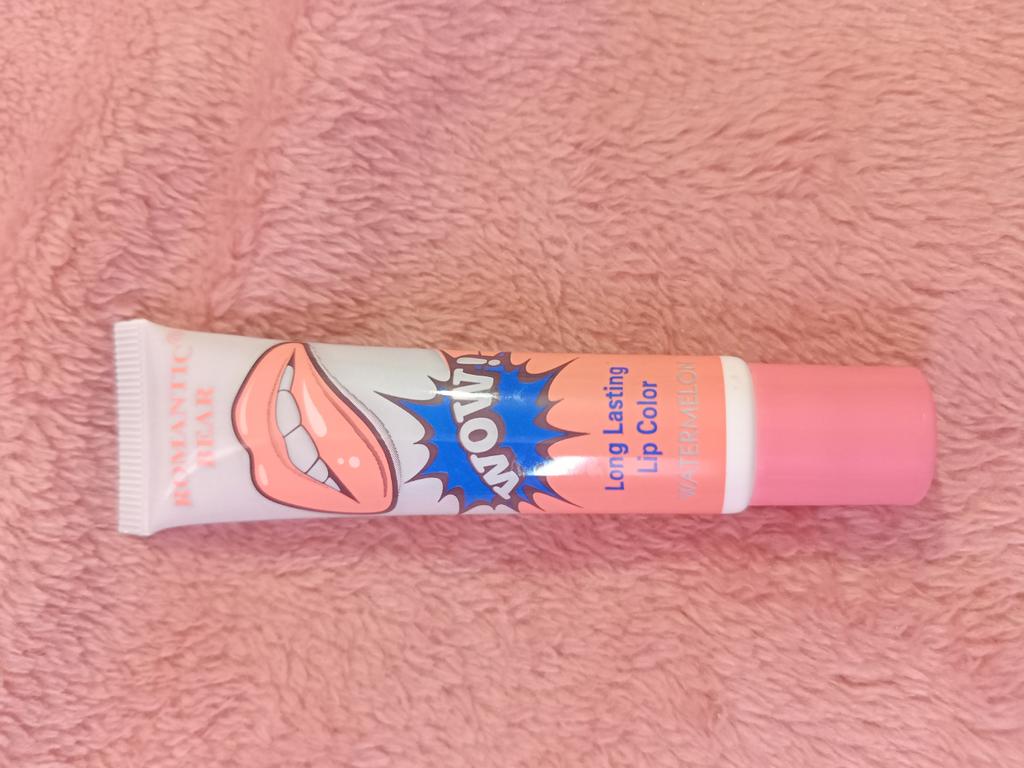 ROMANTIC
BEAR
WOW!
Long Lasting
Lip Color
WATERMELON